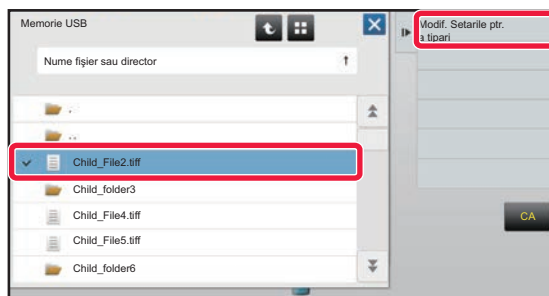 Memorie USB
Nume fişier sau director
.
..
Child_File2.tiff
Child_folder3
Child_File4.tiff
Child_File5.tiff
Child_folder6
Modif. Setarile ptr.
a tipari
CA